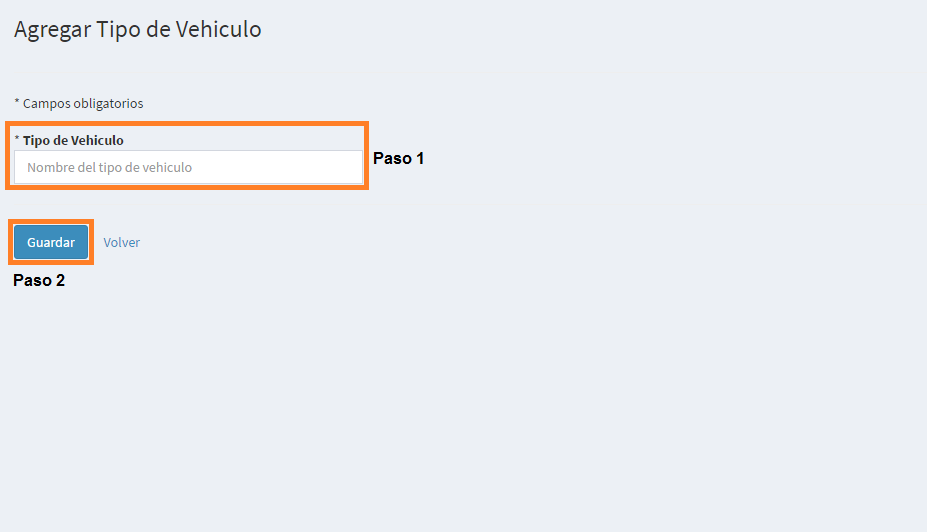 Agregar Tipo de Vehiculo
* Campos obligatorios
* Tipo de Vehiculo
Nombre del tipo de vehiculo
Paso 1
Guardar Volver
Paso 2